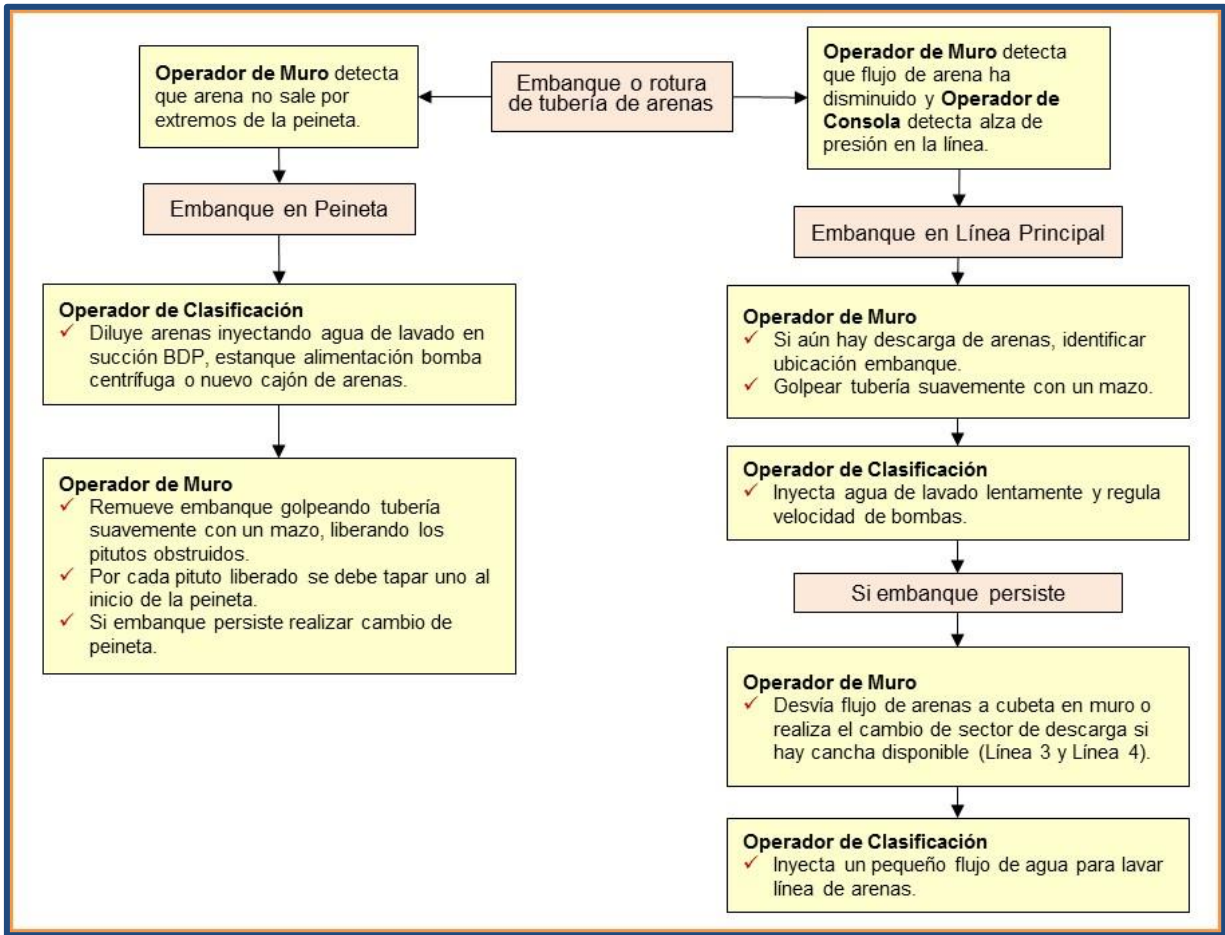 Embanque o rotura
de tubería de arenas
Operador de Muro detecta
que arena no sale por
extremos de la peineta.
Embanque en Peineta
Operador de Clasificación
✓ Diluye arenas inyectando agua de lavado en
succión BDP, estanque alimentación bomba
centrífuga o nuevo cajón de arenas.
Operador de Muro
✓ Remueve embanque golpeando tubería
suavemente con un mazo, liberando los
pitutos obstruidos.
✓ Por cada pituto liberado se debe tapar uno al
inicio de la peineta.
✓ Si embanque persiste realizar cambio de
peineta.
Operador de Muro detecta
que flujo de arena ha
disminuido y Operador de
Consola detecta alza de
presión en la línea.
Embanque en Línea Principal
Operador de Muro
✓ Si aún hay descarga de arenas, identificar
ubicación embanque.
✓ Golpear tubería suavemente con un mazo.
Operador de Clasificación
✓ Inyecta agua de lavado lentamente y regula
velocidad de bombas.
Si embanque persiste
Operador de Muro
✓ Desvía flujo de arenas a cubeta en muro o
realiza el cambio de sector de descarga si
hay cancha disponible (Línea 3 y Línea 4).
Operador de Clasificación
✓ Inyecta un pequeño flujo de agua para lavar
línea de arenas.